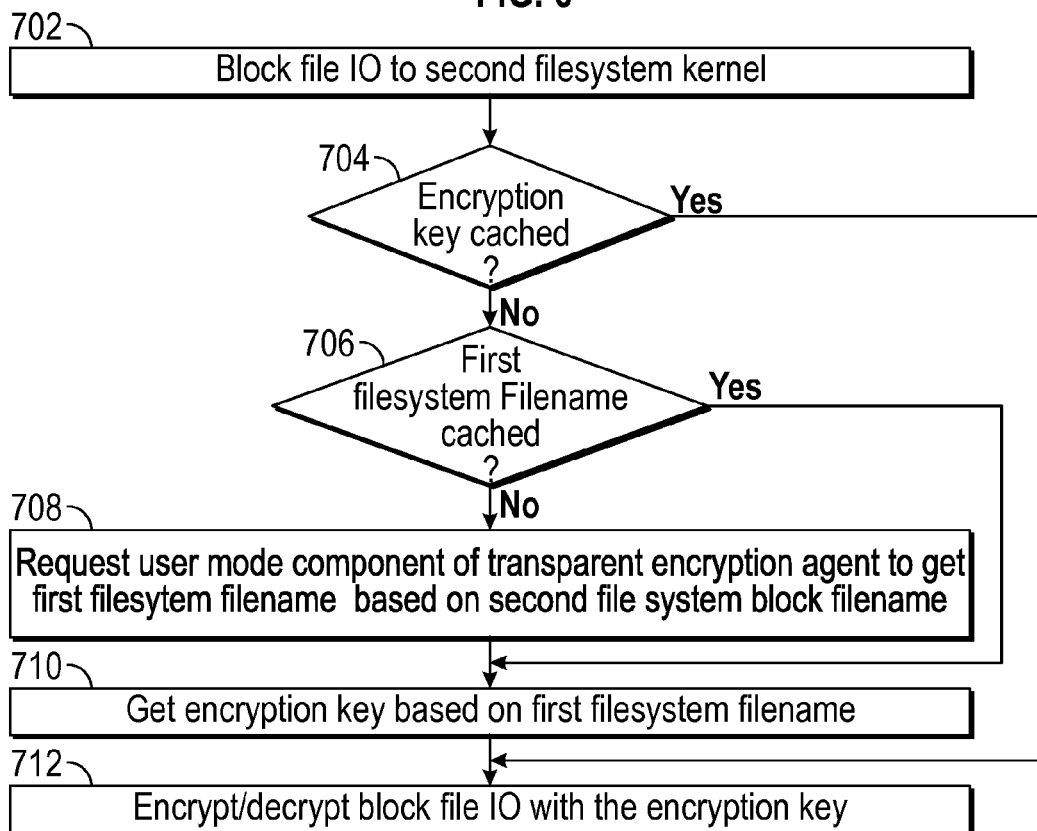 702
Block file IO to second filesystem kernel
704
Encryption
key cached
?
Yes
No
706
First
filesystem Filename
cached
?
Yes
No
708
Request user mode component of transparent encryption agent to get
first filesytem filename based on second file system block filename
710
Get encryption key based on first filesystem filename
712
Encrypt/decrypt block file IO with the encryption key